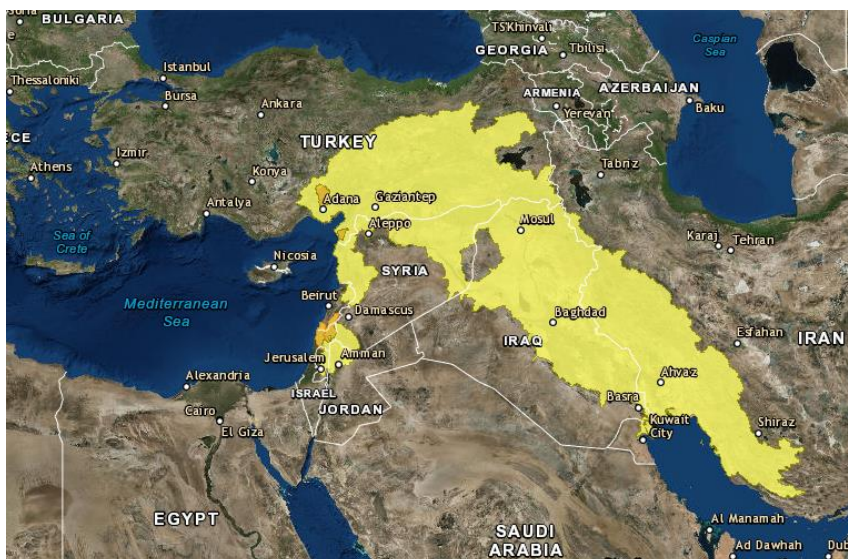 BULGARIA
TS'Khinvali
Caspian
Sea
GEORGIA
Tbilisi
Istanbul
Thessaloniki
Bursa
Ankara
ARMENIA
AZERBAIJAN
Yerevan
Baku
ECE
TURKEY
Athens
Izmir
Konya
Tabriz
Adana
Gaziantep
Antalya
Sea of
Crete
Aleppo
Mosul
Karaj
Tehran
Nicosia
SYRIA
Mediterranean
Sea
Beirut
Damascus
Baghdad
IRAQ
Esfahan
IRAN
Jerusalem
Amman
Alexandria
ISRAEL
JORDAN
Ahvaz
Basra
Cairo
El Giza
Kuwait
City
Shiraz
EGYPT
SAUDI
ARABIA
Al Manamah
Ad Dawhah
Dub